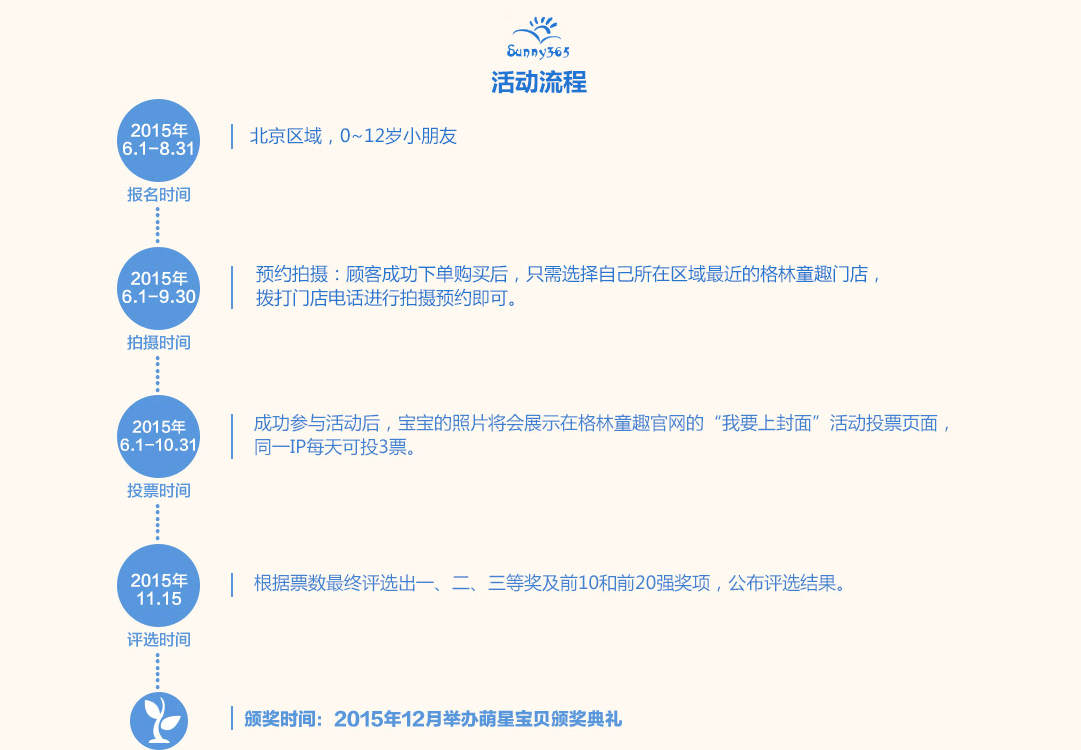 Sunny365
活动流程
2015年
6.1-8.31
报名时间
北京区域，0~12岁小朋友
2015年
6.1-9.30
拍摄时间
预约拍摄：顾客成功下单购买后，只需选择自己所在区域最近的格林童趣门店，
拨打门店电话进行拍摄预约即可。
2015年
6.1-10.31
投票时间
成功参与活动后，宝宝的照片将会展示在格林童趣官网的“我要上封面”活动投票页面，
同一IP每天可投3票。
2015年
11.15
评选时间
根据票数最终评选出一、二、三等奖及前10和前20强奖项，公布评选结果。
颁奖时间：2015年12月举办萌星宝贝颁奖典礼